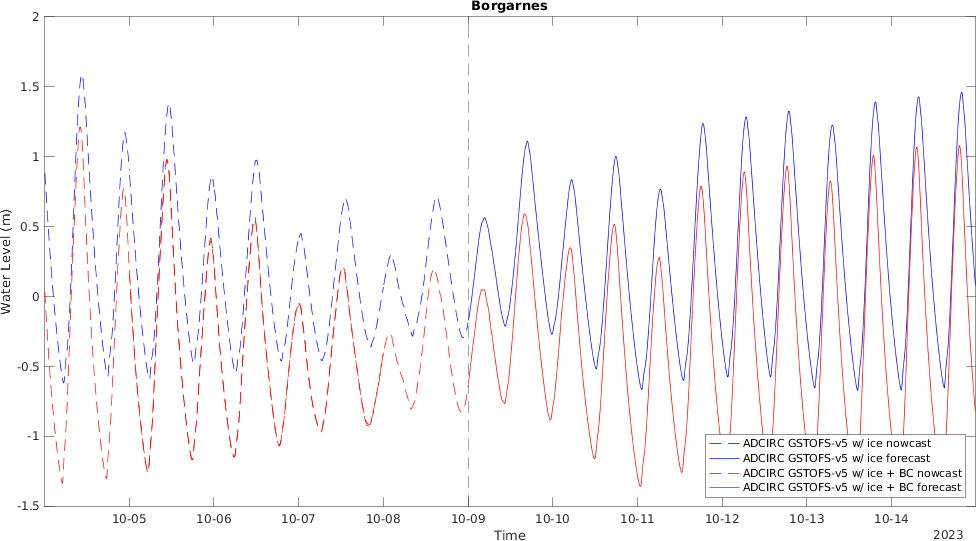 Borgarnes
2
1.5
1
0.5
0
-0.5
-1
-1.5
Water Level (m)
ADCIRC GSTOFS-v5 w/ ice nowcast
ADCIRC GSTOFS-v5 w/ ice forecast
ADCIRC GSTOFS-v5 w/ ice + BC nowcast
ADCIRC GSTOFS-v5 w/ ice + BC forecast
10-05 10-06 10-07 10-08 10-09 10-10 10-11 10-12 10-13 10-14
Time
2023